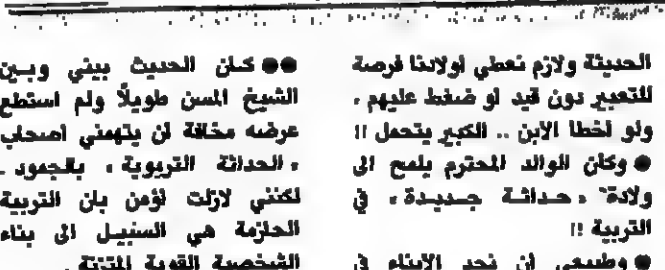 ●● كان الحديث بيني وبين
الشيخ المسن طويلًا ولم استطع
عرضه مخافة ان يتهمني اصحاب
«الحداثة التربوية» بالجمود ـ
لكنني لازلت اؤمن بان التربية
الحازمة هي السبيل الى بناء
الشخصية القوية المتزنة .
الحديثة ولازم نعطي اولادنا فرصة
للتعبير دون قيد او ضغط عليهم ،
ولو اخطا الابن .. الكبير يتحمل !!
● وكان الوالد المحترم يلمح الى
ولادة «حداثة جديدة» في
التربية !!
● وطبيعي ان نجد الابناء في